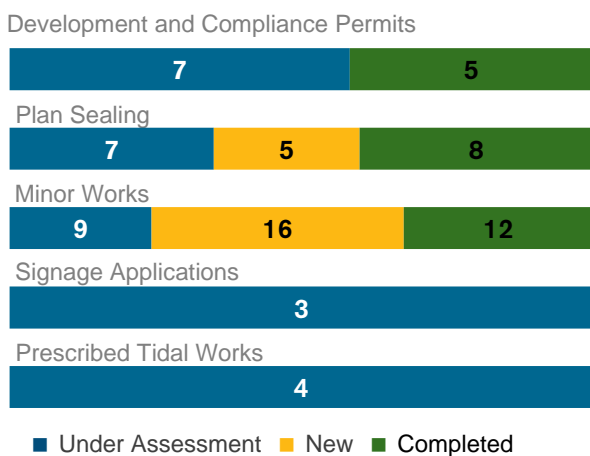 Development and Compliance Permits
7 5
Plan Sealing
7 5 8
Minor Works
9 16 12
Signage Applications
3
Prescribed Tidal Works
4
Under Assessment New Completed